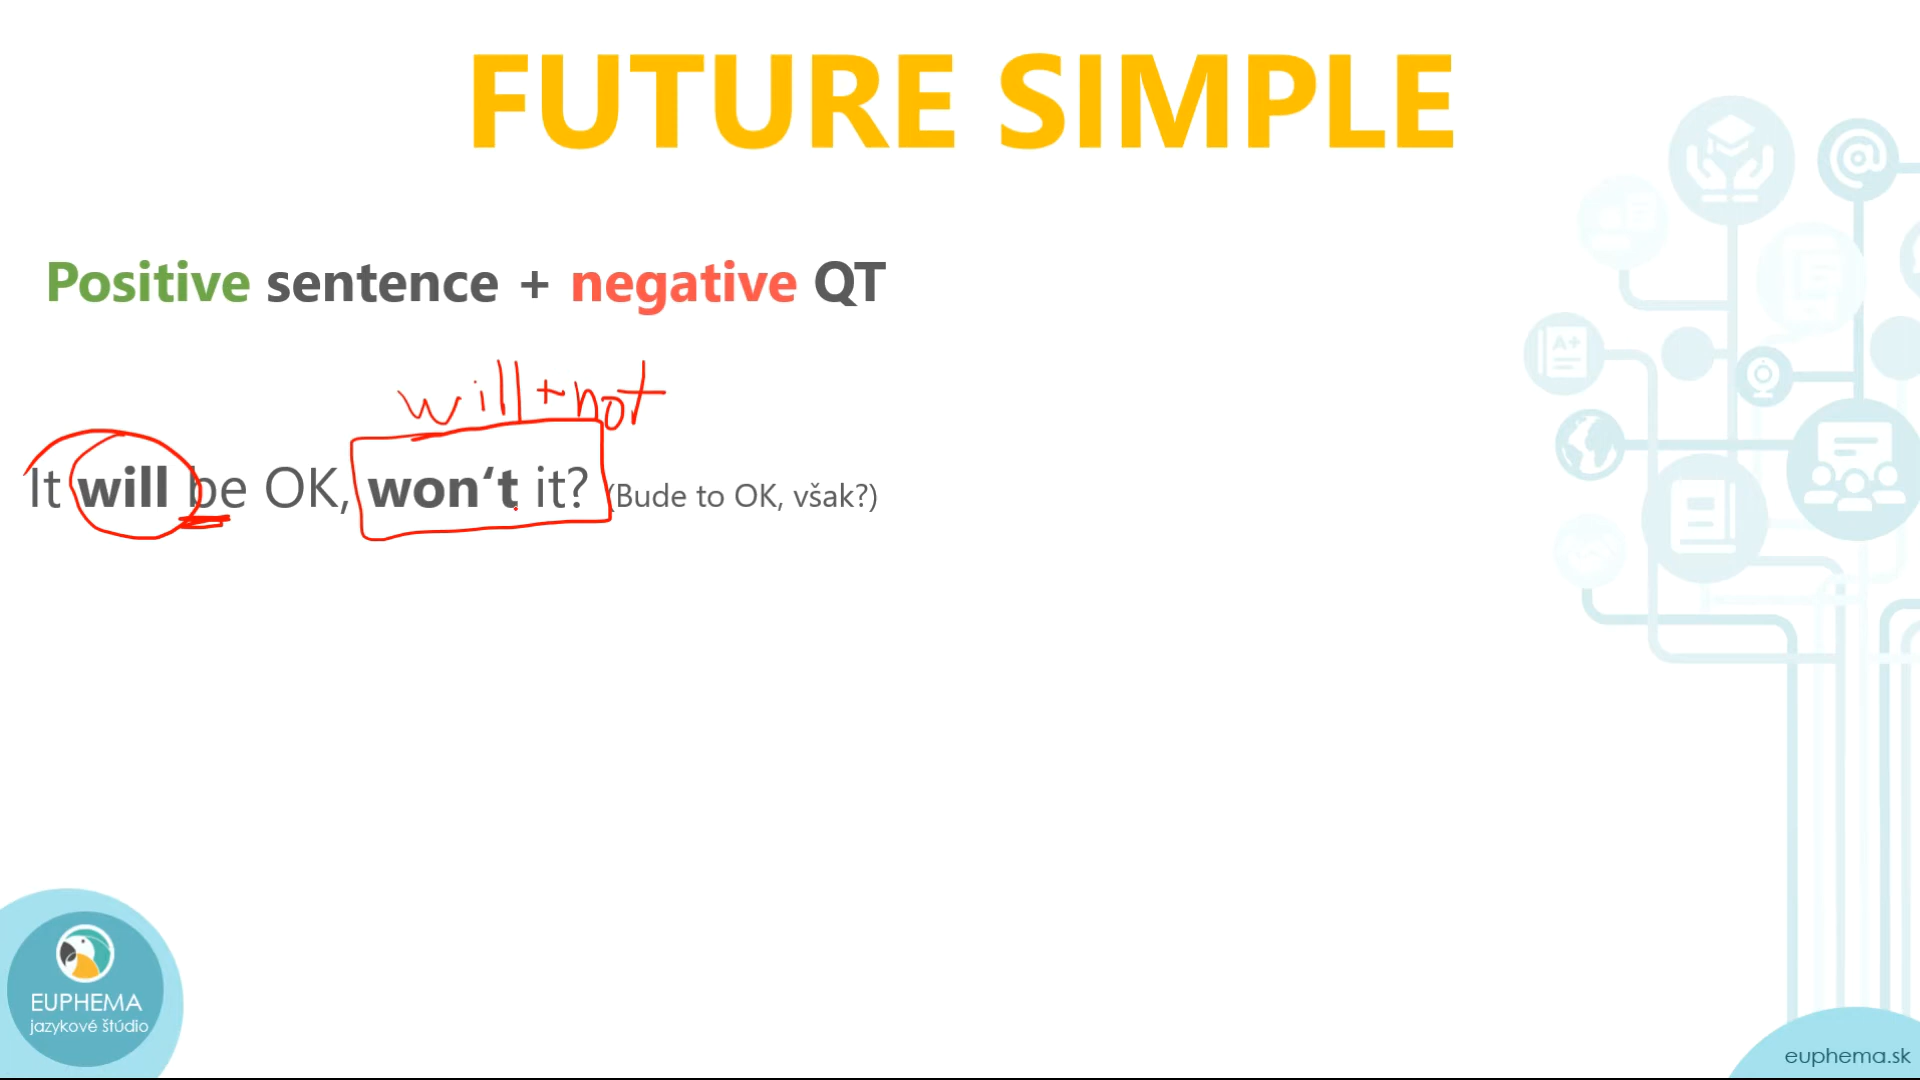 FUTURE SIMPLE
Positive sentence + negative QT
will+not
It will be OK, won‘t it? (Bude to OK, však?)
A+
EUPHEMA
jazykové štúdio
euphema.sk